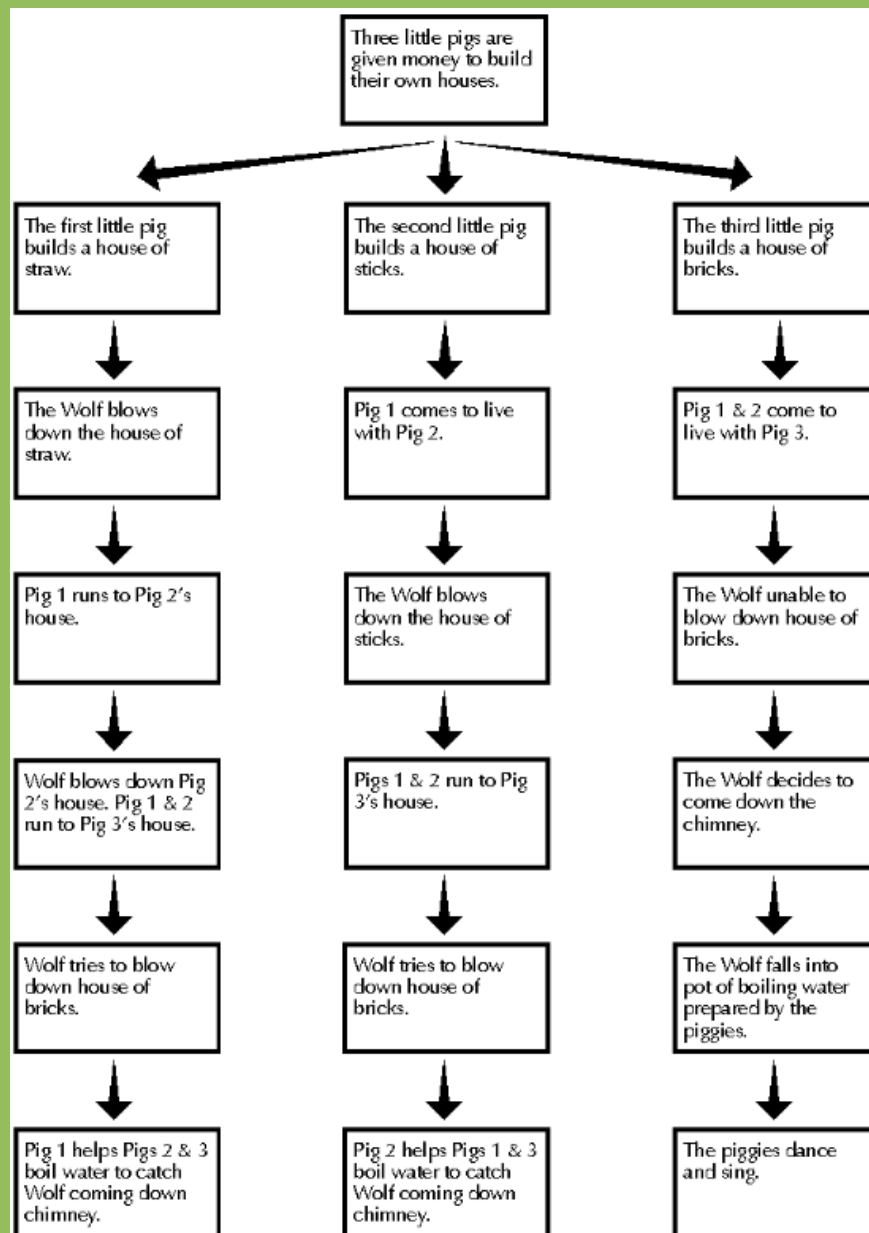 Three little pigs are
given money to build
their own houses.
The first little pig
builds a house of
straw.
The second little pig
builds a house of
sticks.
The third little pig
builds a house of
bricks.
The Wolf blows
down the house of
straw.
Pig 1 comes to live
with Pig 2.
Pig 1 & 2 come to
live with Pig 3.
Pig 1 runs to Pig 2's
house.
The Wolf blows
down the house of
sticks.
The Wolf unable to
blow down house of
bricks.
Wolf blows down Pig
2's house. Pig 1 & 2
run to Pig 3's house.
Pigs 1 & 2 run to Pig
3's house.
The Wolf decides to
come down the
chimney.
Wolf tries to blow
down house of
bricks.
Wolf tries to blow
down house of
bricks.
The Wolf falls into
pot of boiling water
prepared by the
piggies.
Pig 1 helps Pigs 2 & 3
boil water to catch
Wolf coming down
chimney.
Pig 2 helps Pigs 1 & 3
boil water to catch
Wolf coming down
chimney.
The piggies dance
and sing.